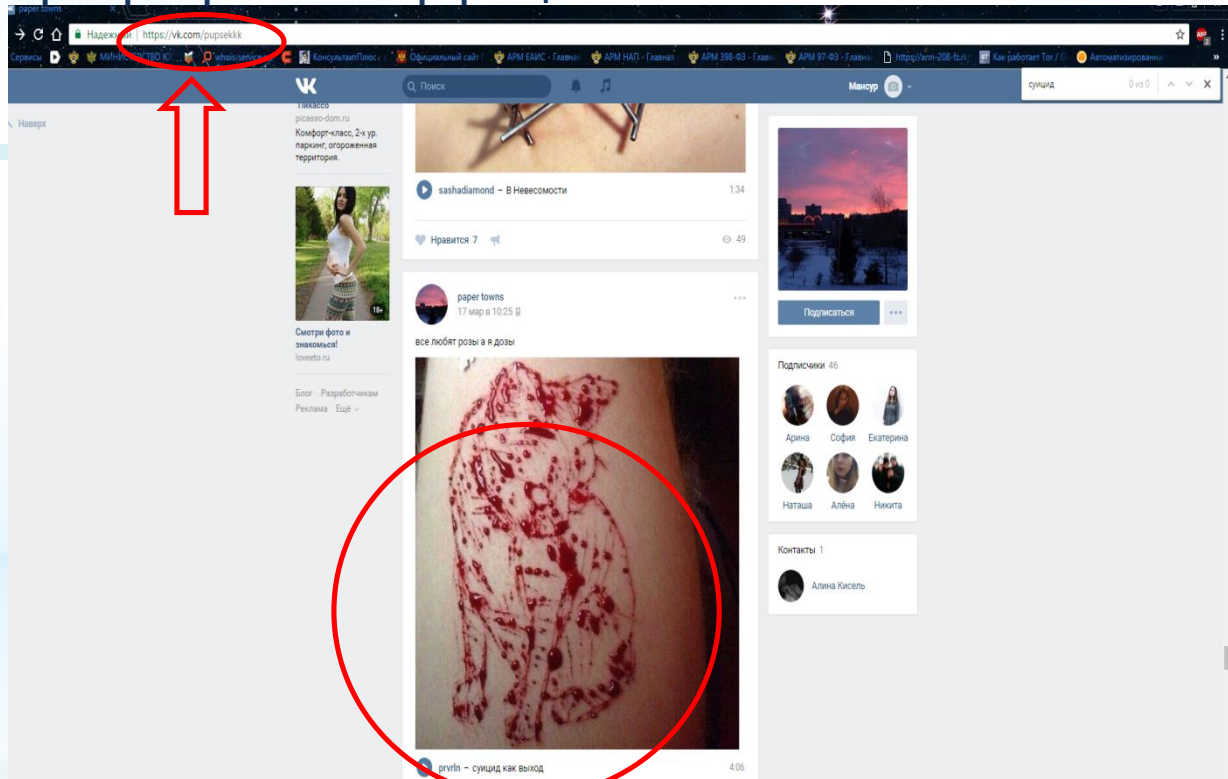 paper towns
Надежный | https://vk.com/pupsekkk
Сервисы
КонсультантПлюс
Официальный сайт
АРМ ЕАИС - Главная
АРМ НАП - Главная
АРМ 398-ФЗ - Главн
АРМ 97-ФЗ - Главно
https://arm-208-fz.ri
Как работает Tor /
Автоматизированна
Поиск
Мансур
суицид
0 из 0
Наверх
Пикассо
picasso-dom.ru
Комфорт-класс, 2-х ур.
паркинг, огороженная
территория.
18+
Смотри фото и
знакомься!
loveeto.ru
Блог Разработчикам
Реклама Ещё
sashadiamond – В Невесомости 1:34
Нравится 7 49
paper towns
17 мар в 10:25
все любят розы а я дозы
prvrln – суицид как выход 4:06
Подписаться
Подписчики 46
Арина София Екатерина
Наташа Алёна Никита
Контакты 1
Алина Кисель